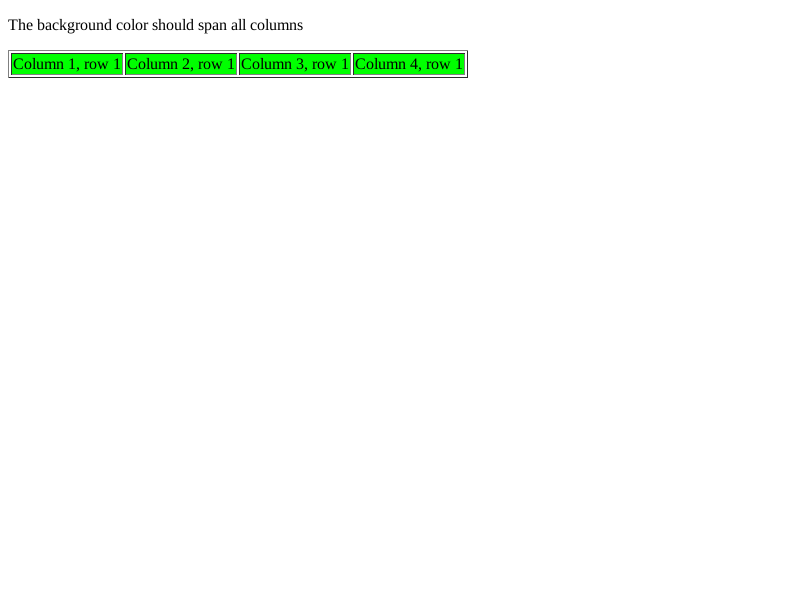 The background color should span all columns
Column 1, row 1 Column 2, row 1 Column 3, row 1 Column 4, row 1